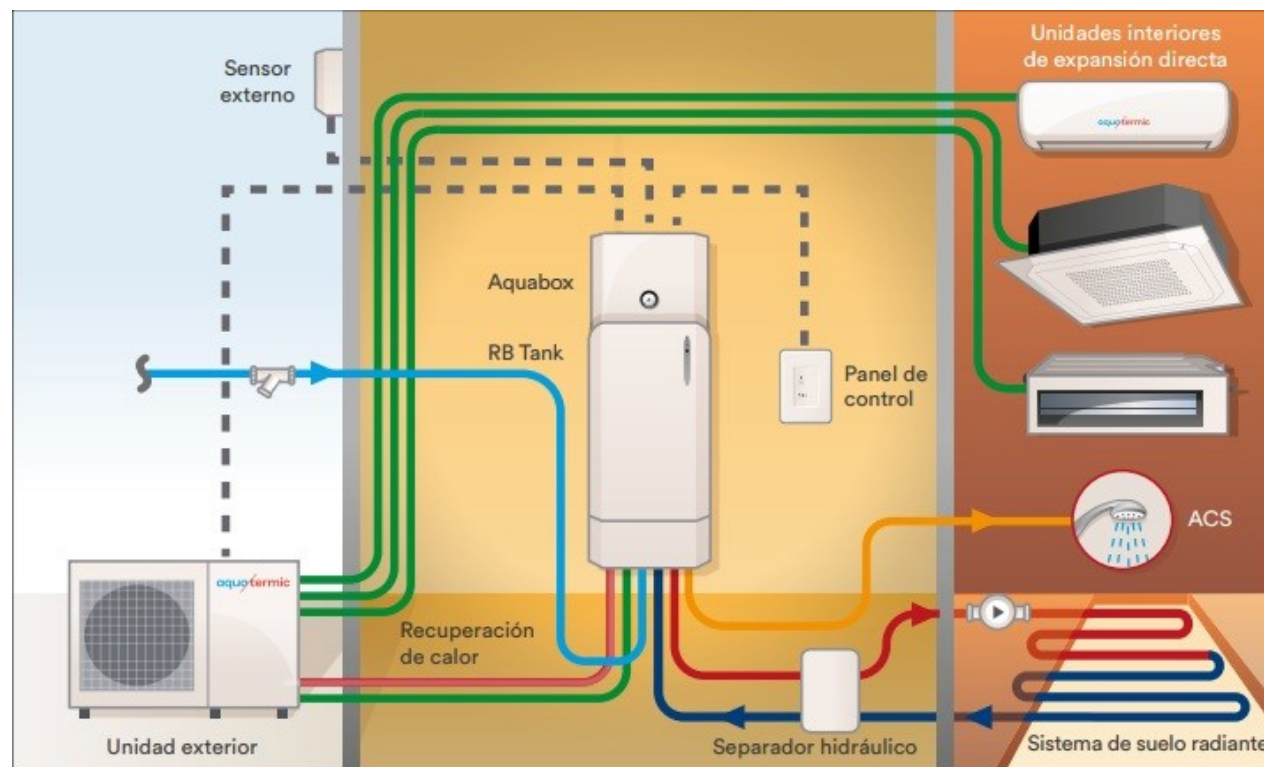 Unidades interiores
de expansión directa
Sensor
externo
aquotermic
Aquabox
RB Tank
Panel de
control
ACS
aquotermic
Recuperación
de calor
Unidad exterior
Separador hidráulico
Sistema de suelo radiante